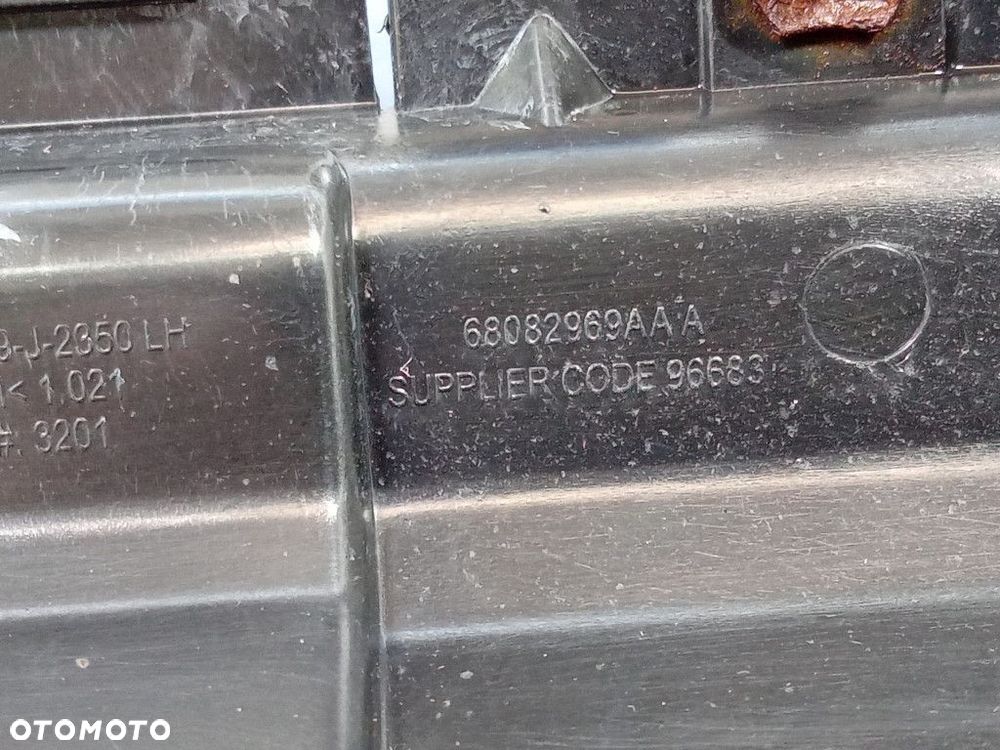 9-J-2350 LH
< 1.021
#. 3201
68082969AA A
SUPPLIER CODE 96683
OTOMOTO